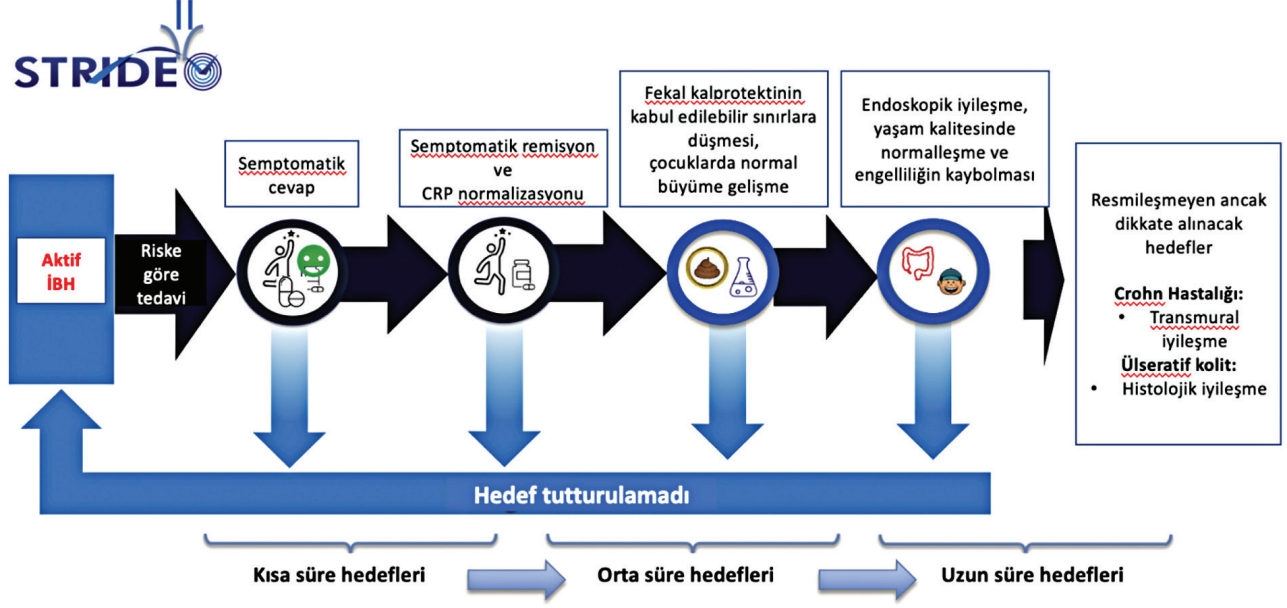 STRIDE
Aktif
İBH
Riske
göre
tedavi
Semptomatik
cevap
Semptomatik remisyon
ve
CRP normalizasyonu
Fekal kalprotektinin
kabul edilebilir sınırlara
düşmesi,
çocuklarda normal
büyüme gelişme
Endoskopik iyileşme,
yaşam kalitesinde
normalleşme ve
engelliliğin kaybolması
Resmileşmeyen ancak
dikkate alınacak
hedefler
Crohn Hastalığı:
• Transmural
iyileşme
Ülseratif kolit:
• Histolojik iyileşme
Hedef tutturulamadı
Kısa süre hedefleri
Orta süre hedefleri
Uzun süre hedefleri